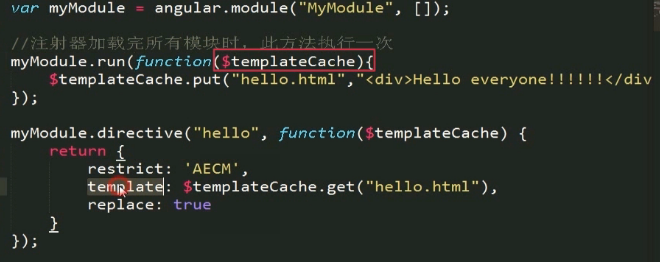 var myModule = angular.module("MyModule", []);
//注射器加载完所有模块时，此方法执行一次
myModule.run(function($templateCache){
$templateCache.put("hello.html","<div>Hello everyone!!!!!!</div
});
myModule.directive("hello", function($templateCache) {
return {
restrict: 'AECM',
template: $templateCache.get("hello.html"),
replace: true
}
});